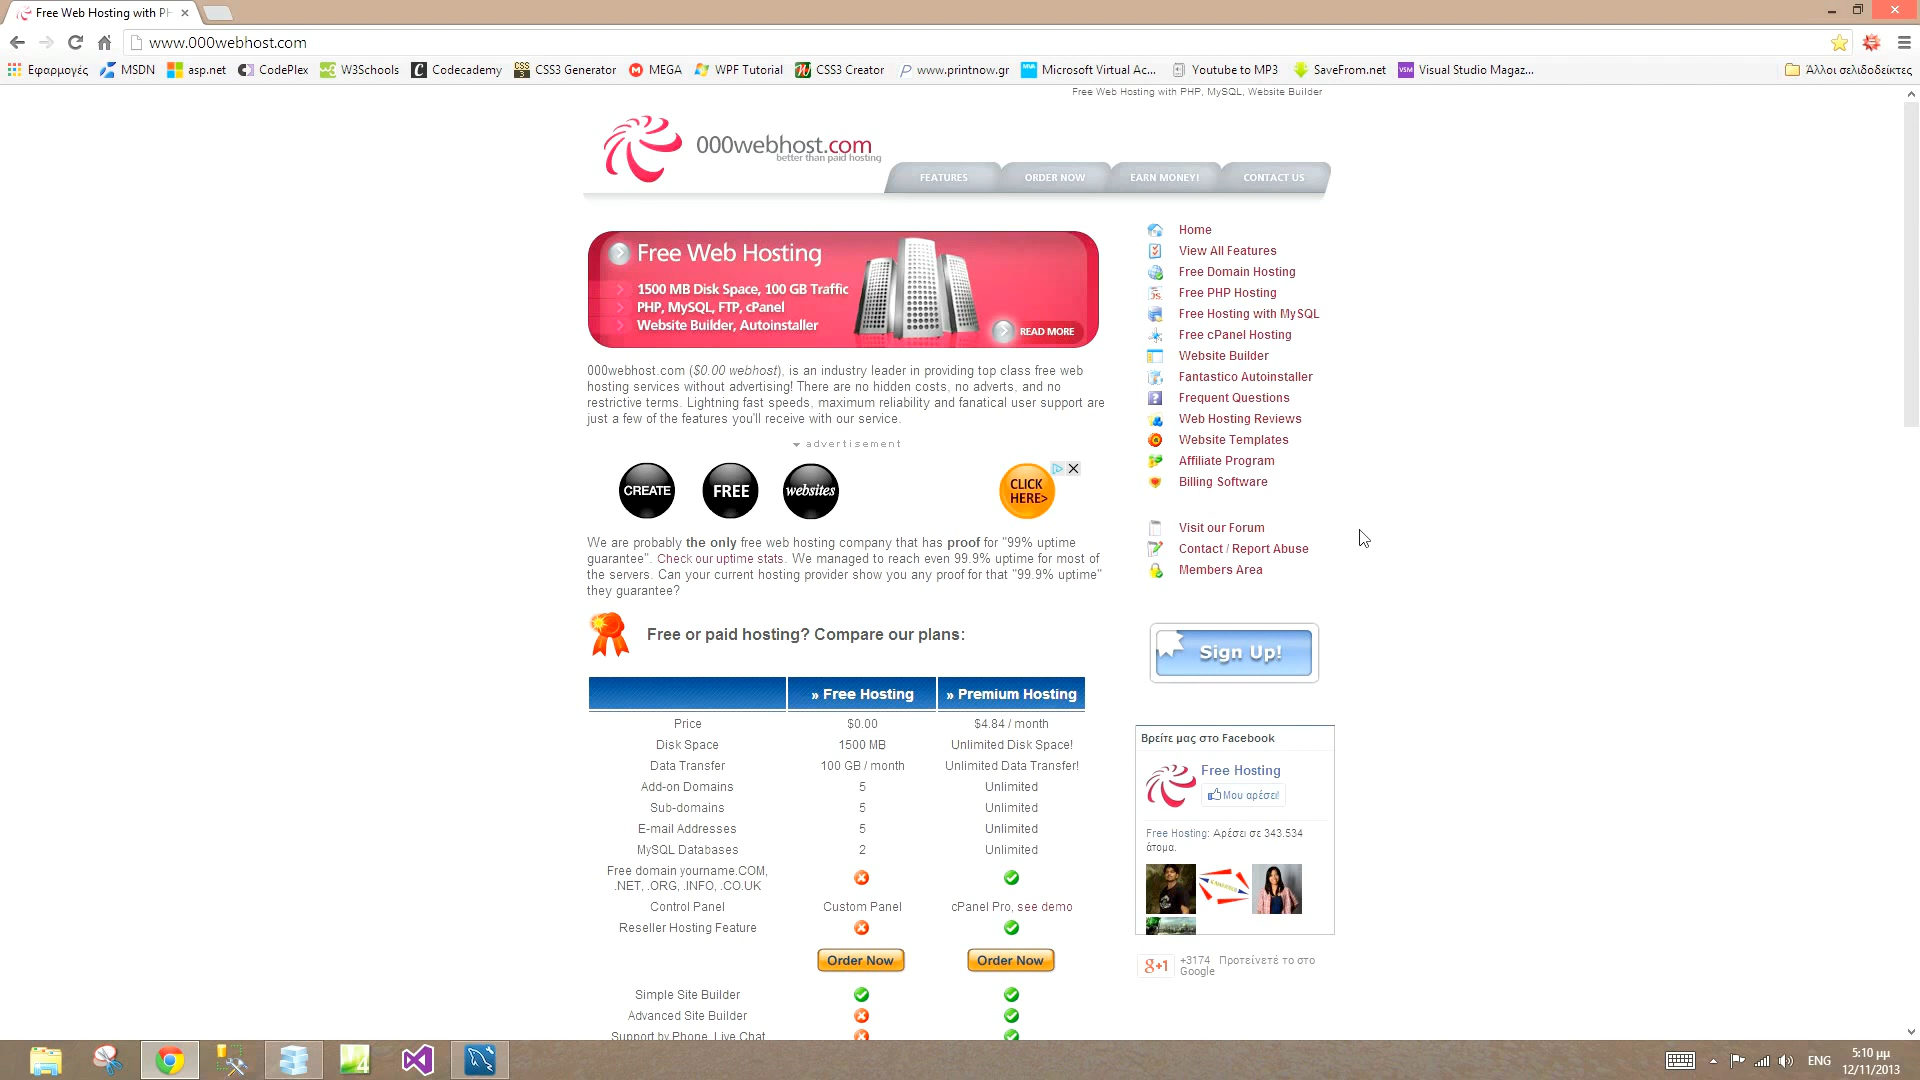 Free Web Hosting with PH
www.000webhost.com
Εφαρμογές MSDN asp.net CodePlex W3Schools Codecademy CSS3 Generator MEGA WPF Tutorial CSS3 Creator www.printnow.gr Microsoft Virtual Ac... Youtube to MP3 SaveFrom.net Visual Studio Magaz... Άλλοι σελιδοδείκτες
Free Web Hosting with PHP, MySQL, Website Builder
000webhost.com
better than paid hosting
FEATURES ORDER NOW EARN MONEY! CONTACT US
Free Web Hosting
1500 MB Disk Space, 100 GB Traffic
PHP, MySQL, FTP, cPanel
Website Builder, Autoinstaller
READ MORE
000webhost.com ($0.00 webhost), is an industry leader in providing top class free web
hosting services without advertising! There are no hidden costs, no adverts, and no
restrictive terms. Lightning fast speeds, maximum reliability and fanatical user support are
just a few of the features you'll receive with our service.
advertisement
CREATE FREE websites CLICK
HERE>
We are probably the only free web hosting company that has proof for "99% uptime
guarantee". Check our uptime stats. We managed to reach even 99.9% uptime for most of
the servers. Can your current hosting provider show you any proof for that "99.9% uptime"
they guarantee?
Free or paid hosting? Compare our plans:
» Free Hosting » Premium Hosting
Price $0.00 $4.84 / month
Disk Space 1500 MB Unlimited Disk Space!
Data Transfer 100 GB / month Unlimited Data Transfer!
Add-on Domains 5 Unlimited
Sub-domains 5 Unlimited
E-mail Addresses 5 Unlimited
MySQL Databases 2 Unlimited
Free domain yourname.COM,
.NET, .ORG, .INFO, .CO.UK
Control Panel Custom Panel cPanel Pro, see demo
Reseller Hosting Feature
Order Now Order Now
Simple Site Builder
Advanced Site Builder
Support by Phone, Live Chat
Home
View All Features
Free Domain Hosting
Free PHP Hosting
Free Hosting with MySQL
Free cPanel Hosting
Website Builder
Fantastico Autoinstaller
Frequent Questions
Web Hosting Reviews
Website Templates
Affiliate Program
Billing Software
Visit our Forum
Contact / Report Abuse
Members Area
Sign Up!
Βρείτε μας στο Facebook
Free Hosting
Μου αρέσει!
Free Hosting: Αρέσει σε 343.534
άτομα.
g+1 +3174 Προτείνετέ το στο
Google
ENG
5:10 μμ
12/11/2013